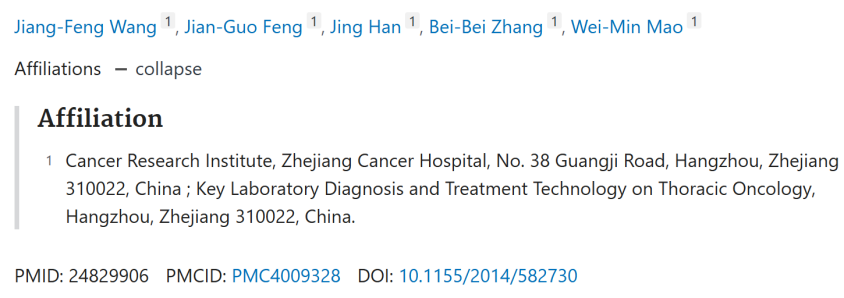 Jiang-Feng Wang 1, Jian-Guo Feng 1, Jing Han 1, Bei-Bei Zhang 1, Wei-Min Mao 1
Affiliations — collapse
Affiliation
1 Cancer Research Institute, Zhejiang Cancer Hospital, No. 38 Guangji Road, Hangzhou, Zhejiang
310022, China ; Key Laboratory Diagnosis and Treatment Technology on Thoracic Oncology,
Hangzhou, Zhejiang 310022, China.
PMID: 24829906 PMCID: PMC4009328 DOI: 10.1155/2014/582730